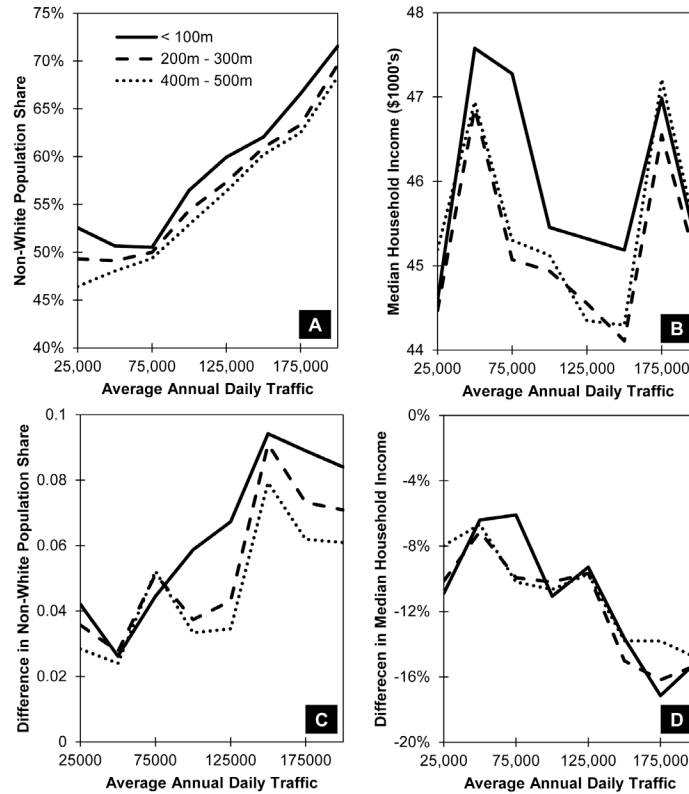 75%
70%
65%
60%
55%
50%
45%
40%
Non-White Population Share
< 100m
200m - 300m
400m - 500m
A
25,000 75,000 125,000 175,000
Average Annual Daily Traffic
48
47
46
45
44
Median Household Income ($1000's)
B
25,000 75,000 125,000 175,000
Average Annual Daily Traffic
0.1
0.08
0.06
0.04
0.02
0
Difference in Non-White Population Share
C
25000 75000 125000 175000
Average Annual Daily Traffic
0%
-4%
-8%
-12%
-16%
-20%
Differecen in Median Household Income
D
25,000 75,000 125,000 175,000
Average Annual Daily Traffic